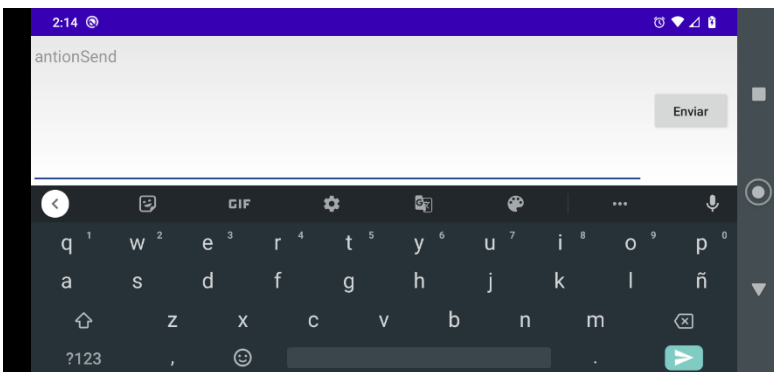 2:14
antionSend
Enviar
GIF
q 1 w 2 e 3 r 4 t 5 y 6 u 7 i 8 o 9 p 0
a s d f g h j k l ñ
z x c v b n m
?123 , .